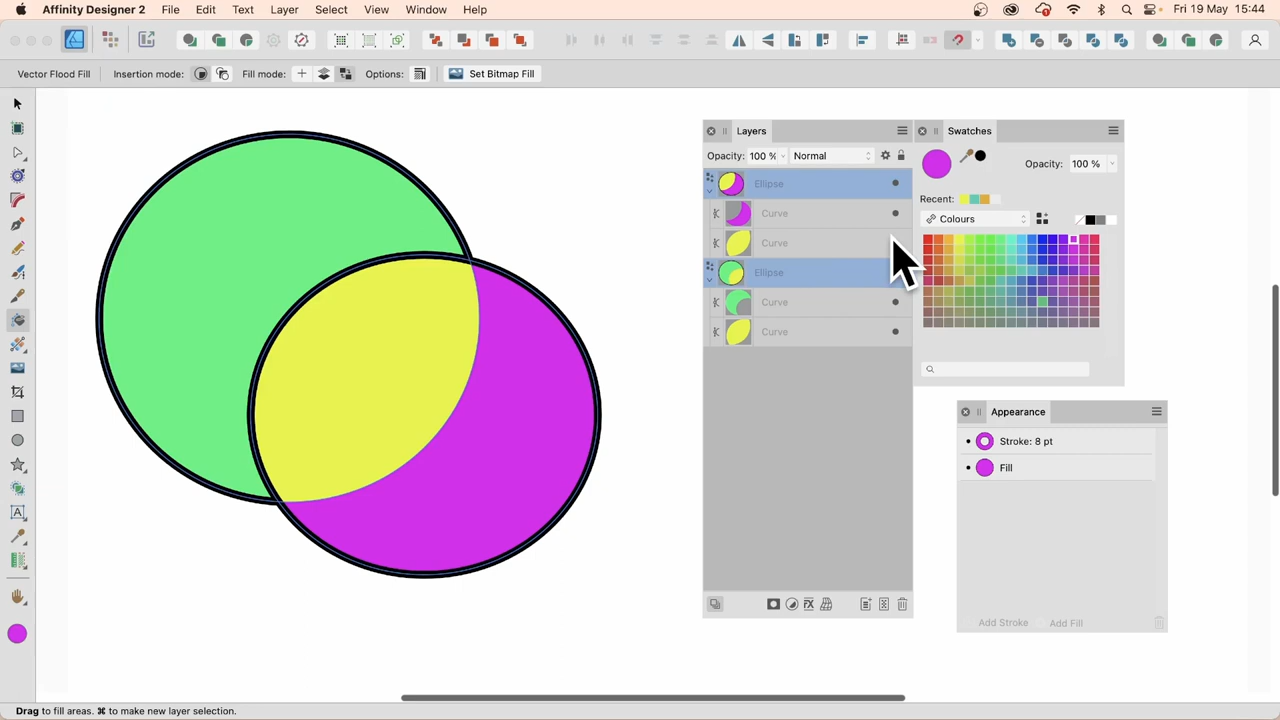 Affinity Designer 2 File Edit Text Layer Select View Window Help Fri 19 May 15:44
Vector Flood Fill Insertion mode: Fill mode: Options: Set Bitmap Fill
Layers
Opacity: 100 % Normal
Ellipse
Curve
Curve
Ellipse
Curve
Curve
Swatches
Opacity: 100 %
Recent:
Colours
Appearance
Stroke: 8 pt
Fill
Add Stroke Add Fill
Drag to fill areas. ⌘ to make new layer selection.